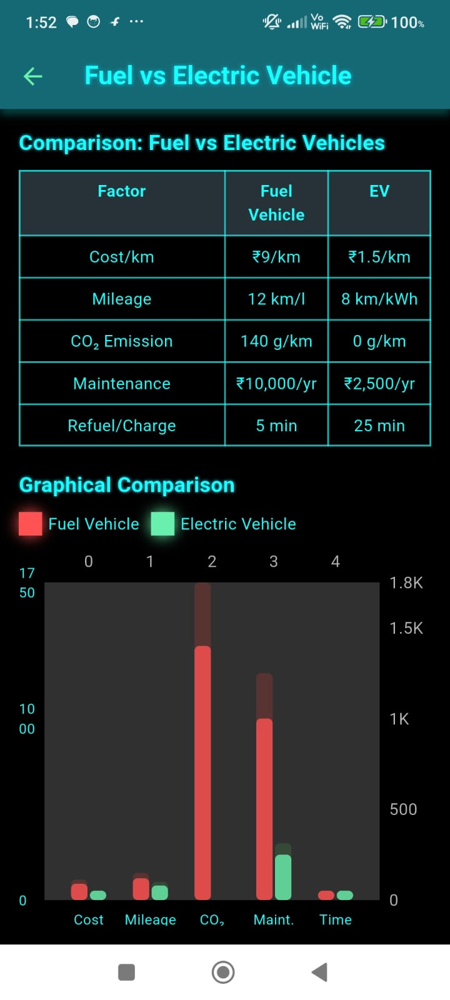 1:52 ... Vo WiFi 100%
Fuel vs Electric Vehicle
Comparison: Fuel vs Electric Vehicles
Factor Fuel Vehicle EV
Cost/km ₹9/km ₹1.5/km
Mileage 12 km/l 8 km/kWh
CO₂ Emission 140 g/km 0 g/km
Maintenance ₹10,000/yr ₹2,500/yr
Refuel/Charge 5 min 25 min
Graphical Comparison
Fuel Vehicle Electric Vehicle
0 1 2 3 4
17
50
1.8K
1.5K
10
00
1K
500
0 0
Cost Mileage CO₂ Maint. Time